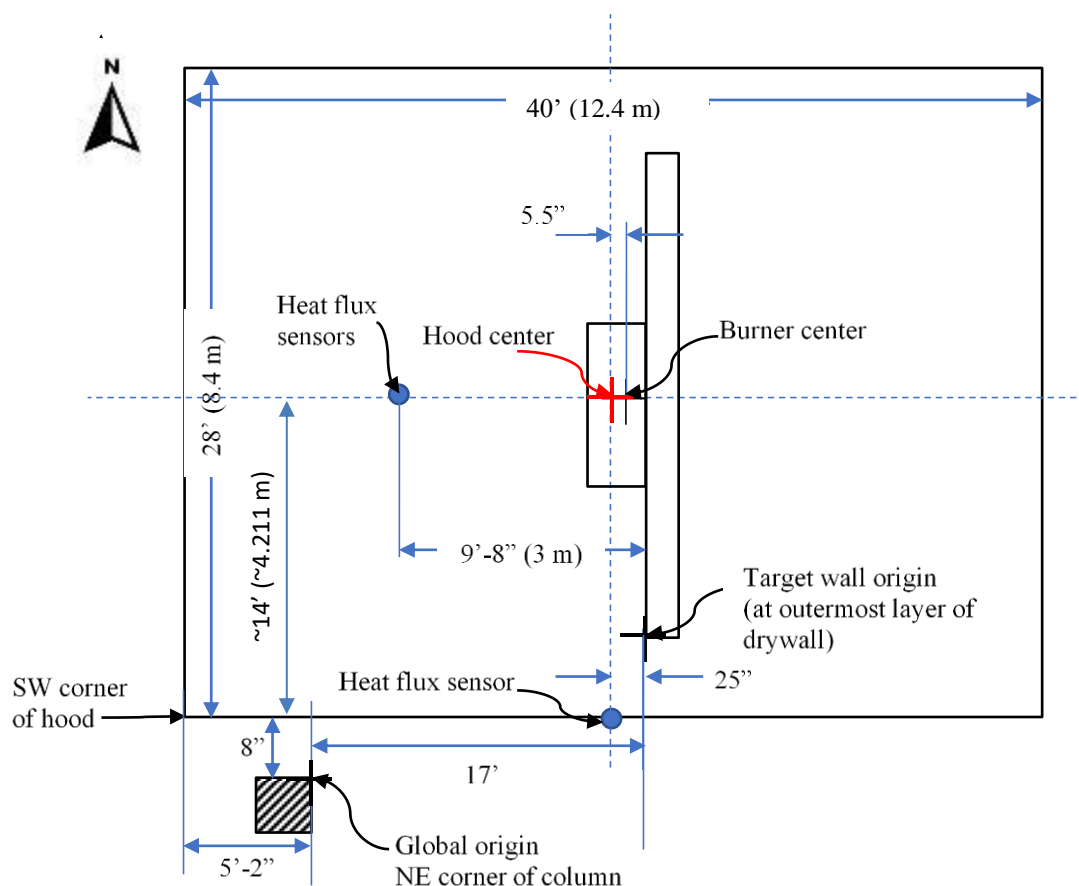 N
40’ (12.4 m)
5.5”
Heat flux
sensors
Hood center
Burner center
28’ (8.4 m)
~14’ (~4.211 m)
9’-8” (3 m)
Target wall origin
(at outermost layer of
drywall)
SW corner
of hood
Heat flux sensor
25”
8”
17’
5’-2”
Global origin
NE corner of column